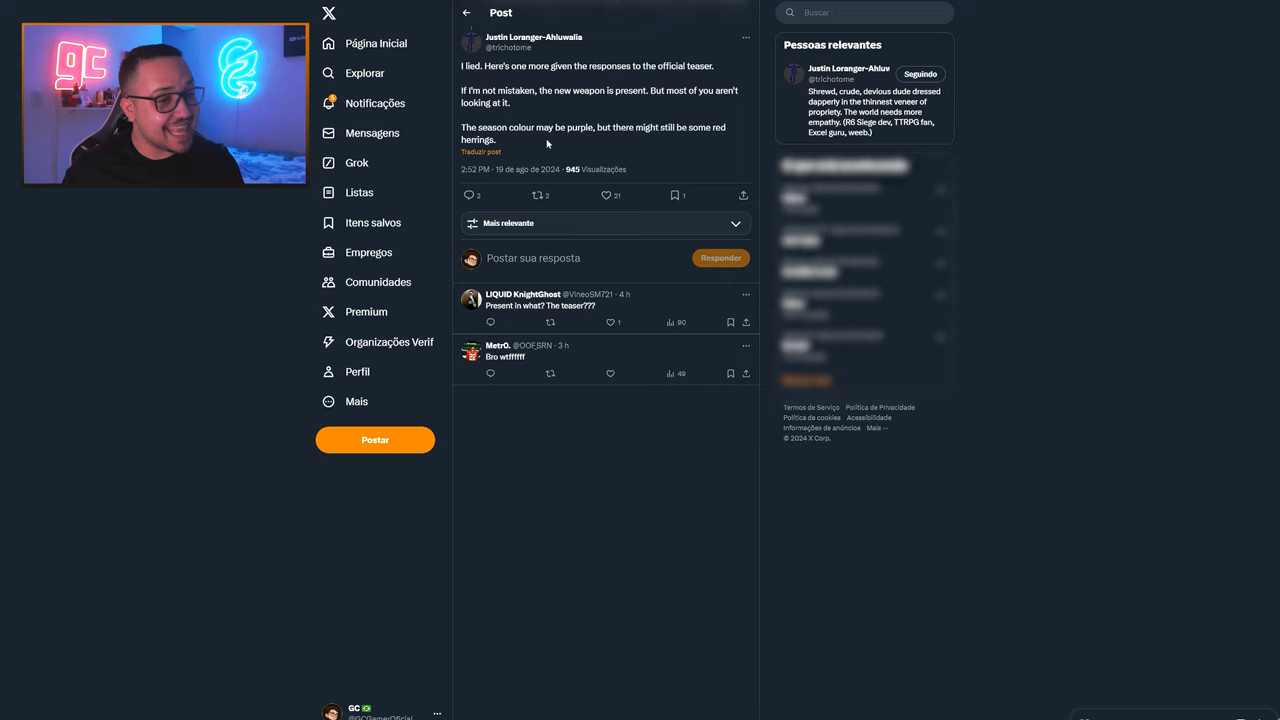 gc
Página Inicial
Explorar
Notificações
Mensagens
Grok
Listas
Itens salvos
Empregos
Comunidades
Premium
Organizações Verif
Perfil
Mais
Postar
GC
@GCGamerOficial
Post
Justin Loranger-Ahluwalia
@trichotome
I lied. Here's one more given the responses to the official teaser.
If I'm not mistaken, the new weapon is present. But most of you aren't
looking at it.
The season colour may be purple, but there might still be some red
herrings.
Traduzir post
2:52 PM · 19 de ago de 2024 · 945 Visualizações
2 2 21 1
Mais relevante
Postar sua resposta
Responder
LIQUID KnightGhost @VineoSM721 · 4 h
Present in what? The teaser???
1 90
Metr0. @OOF_SRN · 3 h
Bro wtffffff
49
Buscar
Pessoas relevantes
Justin Loranger-Ahluw
@trichotome
Seguindo
Shrewd, crude, devious dude dressed
dapperly in the thinnest veneer of
propriety. The world needs more
empathy. (R6 Siege dev, TTRPG fan,
Excel guru, weeb.)
Termos de Serviço Política de Privacidade
Política de cookies Acessibilidade
Informações de anúncios Mais ···
© 2024 X Corp.